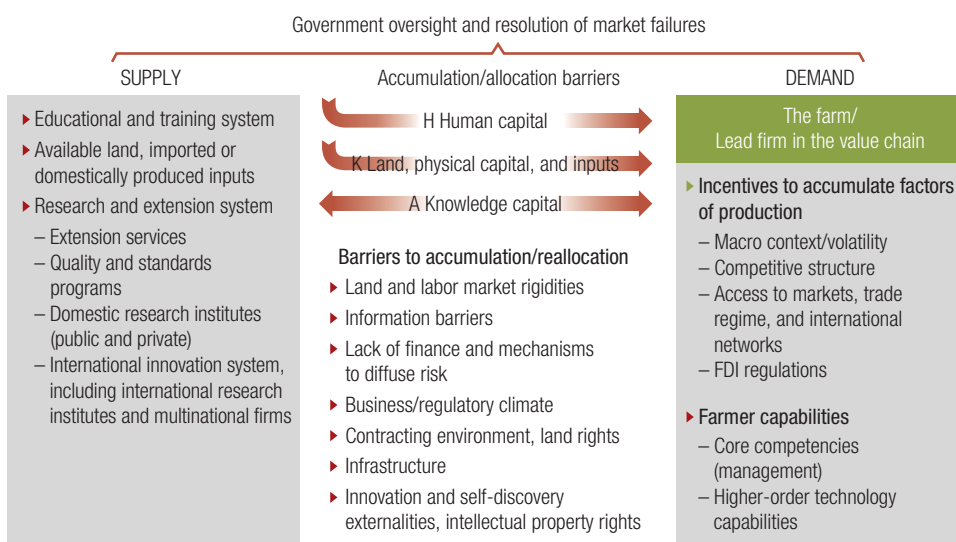 Government oversight and resolution of market failures
SUPPLY
Educational and training system
Available land, imported or
domestically produced inputs
Research and extension system
– Extension services
– Quality and standards
programs
– Domestic research institutes
(public and private)
– International innovation system,
including international research
institutes and multinational firms
Accumulation/allocation barriers
H Human capital
K Land, physical capital, and inputs
A Knowledge capital
Barriers to accumulation/reallocation
Land and labor market rigidities
Information barriers
Lack of finance and mechanisms
to diffuse risk
Business/regulatory climate
Contracting environment, land rights
Infrastructure
Innovation and self-discovery
externalities, intellectual property rights
DEMAND
The farm/
Lead firm in the value chain
Incentives to accumulate factors
of production
– Macro context/volatility
– Competitive structure
– Access to markets, trade
regime, and international
networks
– FDI regulations
Farmer capabilities
– Core competencies
(management)
– Higher-order technology
capabilities